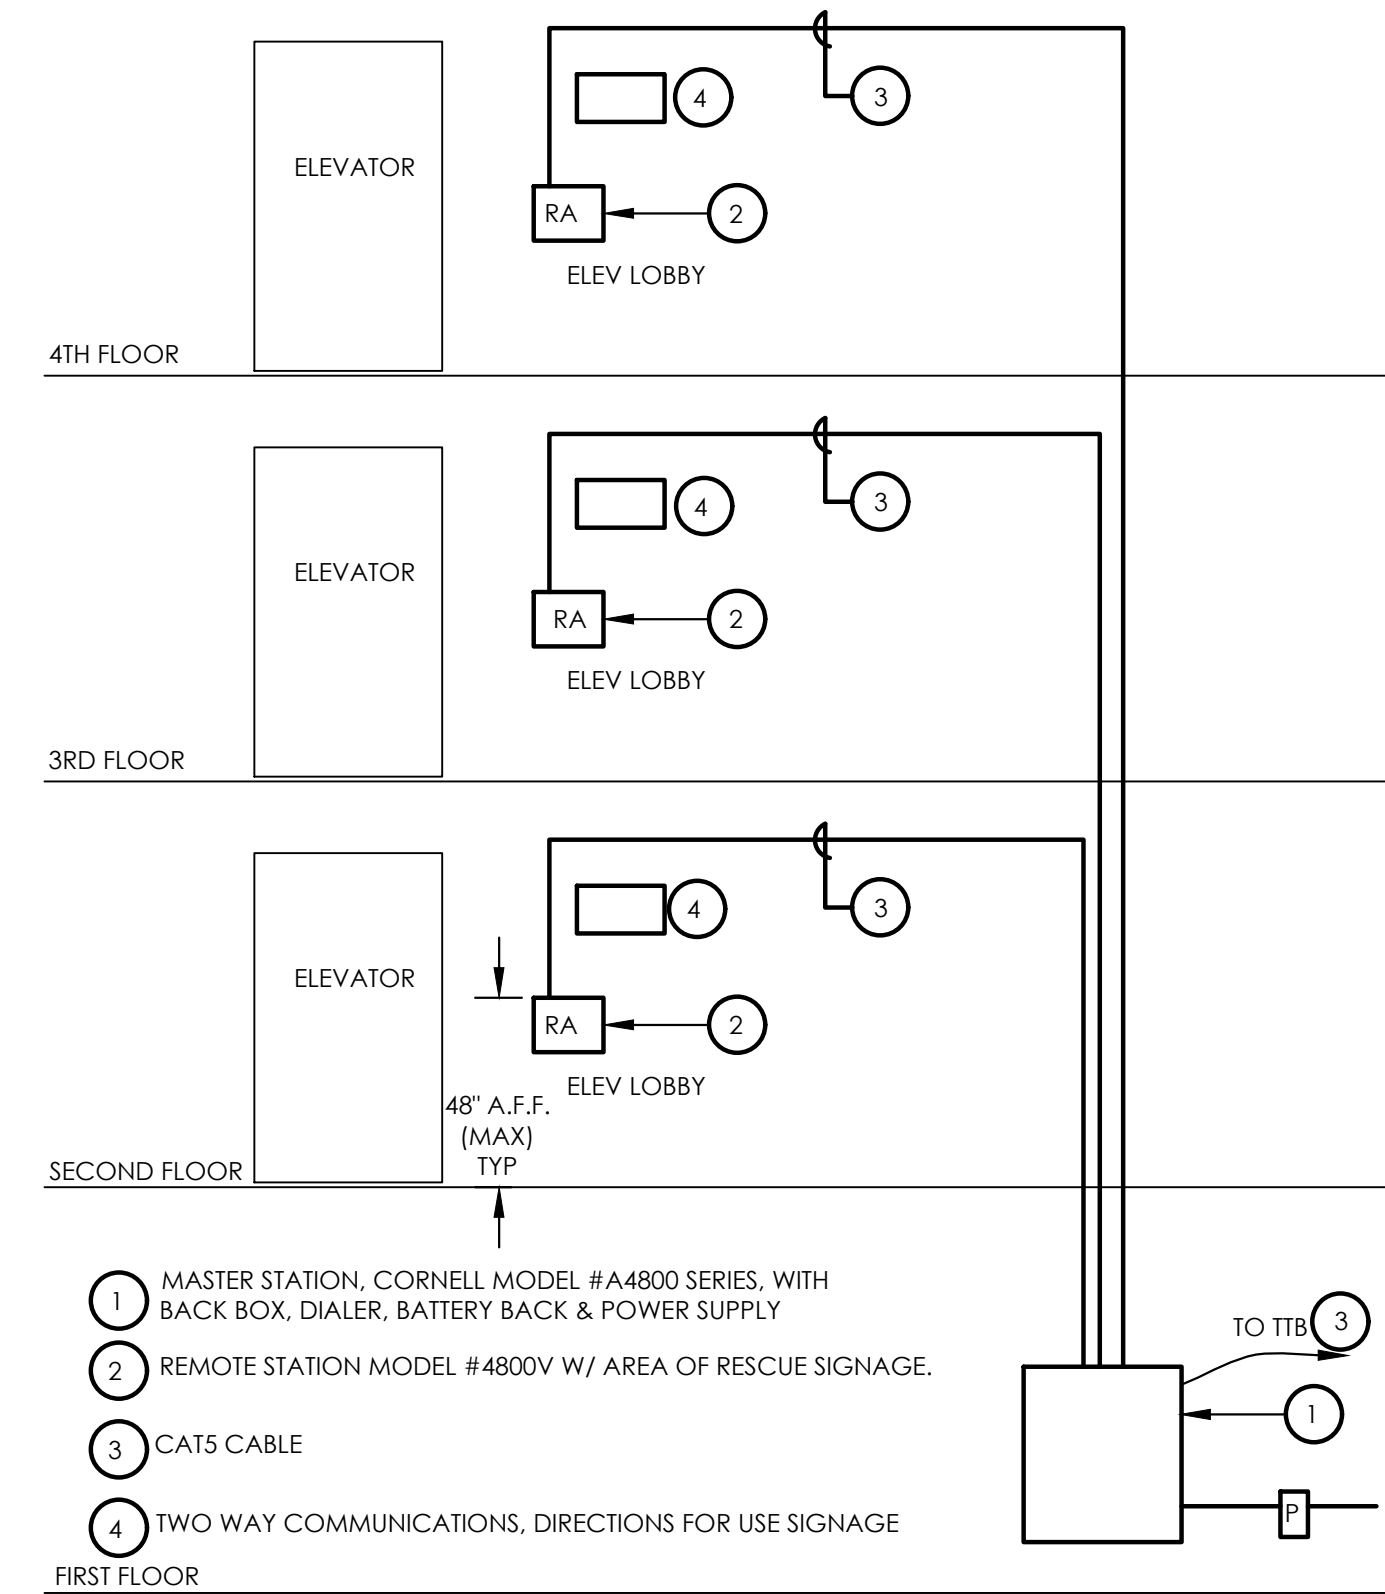 4
3
ELEVATOR
RA
2
ELEV LOBBY
4TH FLOOR
4
3
ELEVATOR
RA
2
ELEV LOBBY
3RD FLOOR
4
3
ELEVATOR
RA
2
ELEV LOBBY
48" A.F.F.
(MAX)
TYP
SECOND FLOOR
1 MASTER STATION, CORNELL MODEL #A4800 SERIES, WITH
BACK BOX, DIALER, BATTERY BACK & POWER SUPPLY
2 REMOTE STATION MODEL #4800V W/ AREA OF RESCUE SIGNAGE.
3 CAT5 CABLE
4 TWO WAY COMMUNICATIONS, DIRECTIONS FOR USE SIGNAGE
TO TTB 3
1
P
FIRST FLOOR